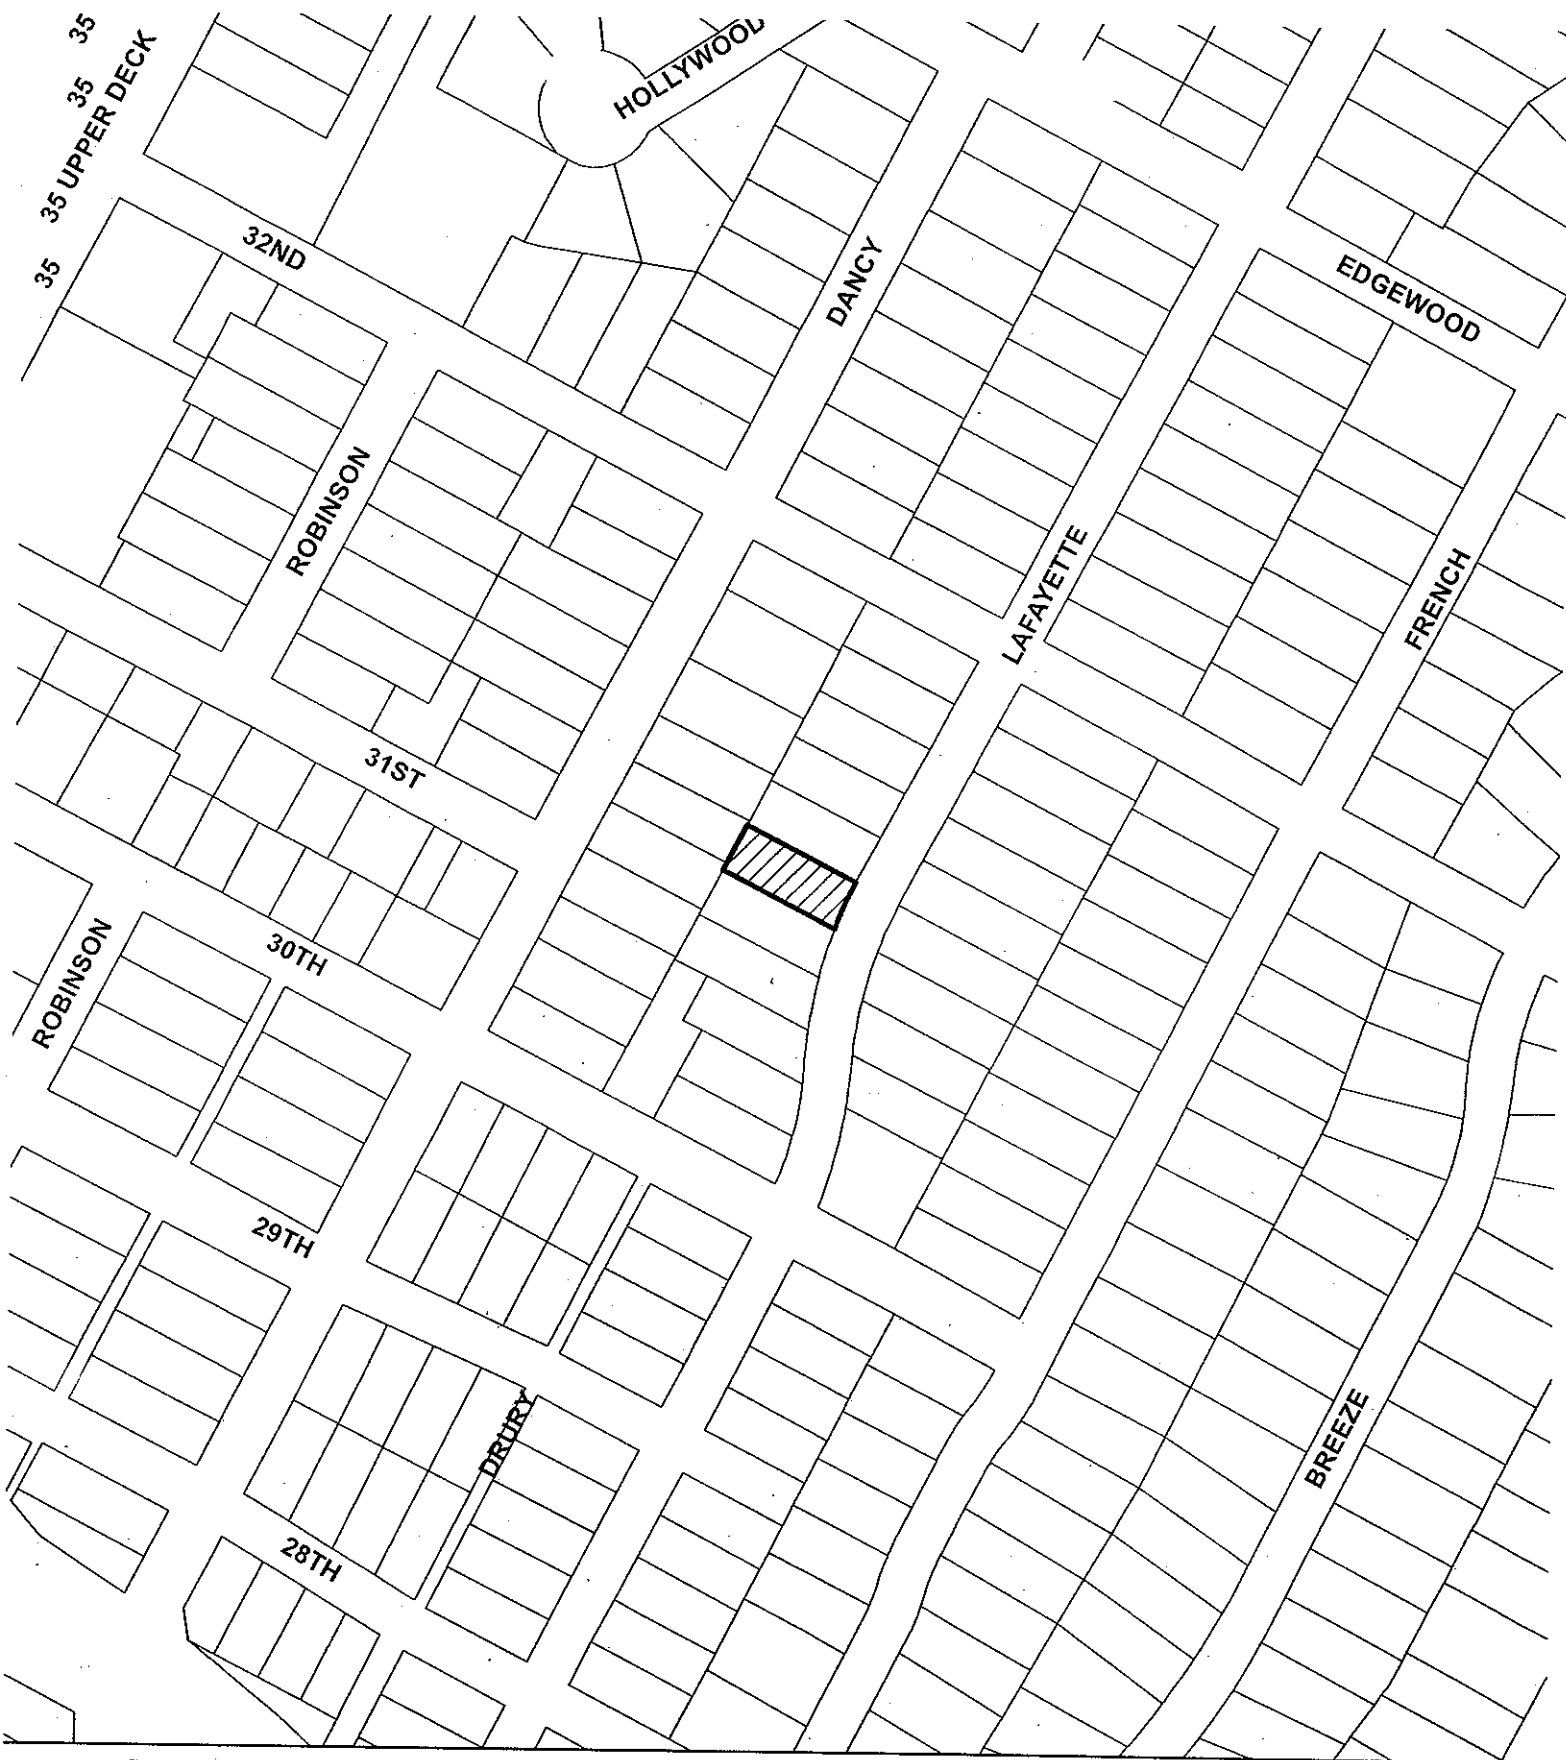 35
HOLLYWOOD
35
35 UPPER DECK
32ND
35
DANCY
EDGEWOOD
ROBINSON
LAFAYETTE
FRENCH
31ST
30TH
ROBINSON
29TH
DRURY
BREEZE
28TH